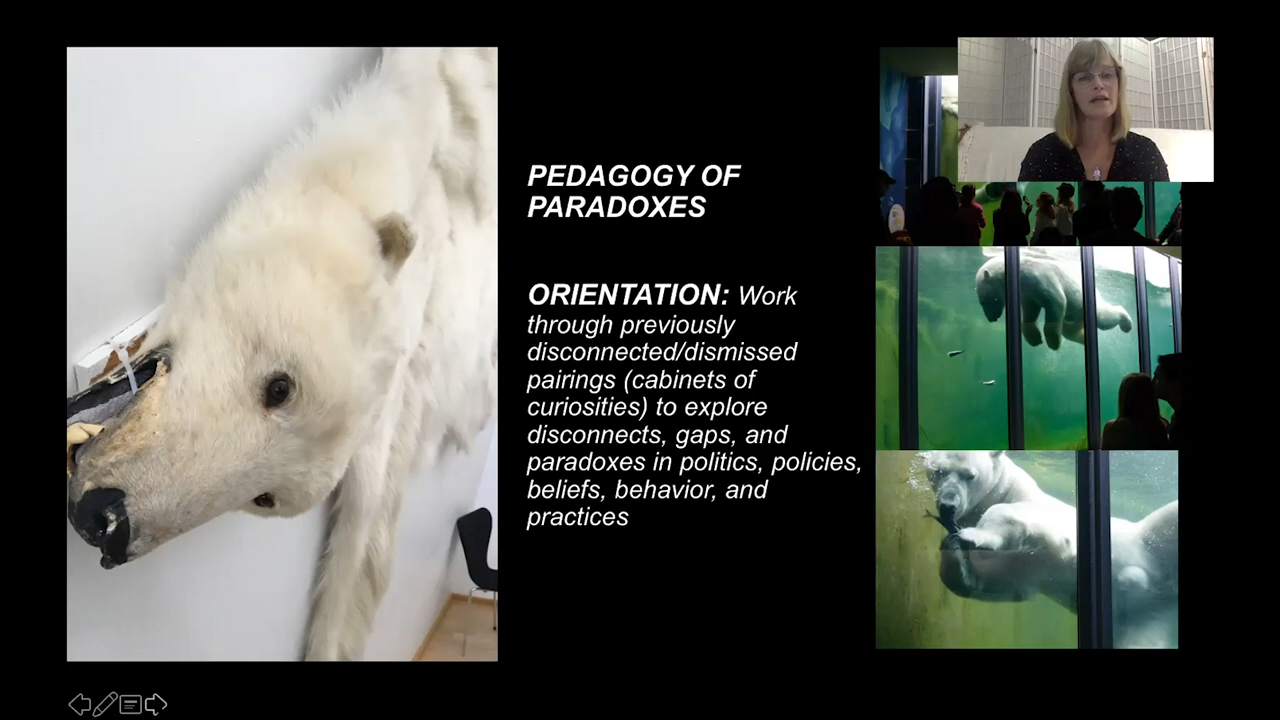 PEDAGOGY OF
PARADOXES
ORIENTATION: Work
through previously
disconnected/dismissed
pairings (cabinets of
curiosities) to explore
disconnects, gaps, and
paradoxes in politics, policies,
beliefs, behavior, and
practices